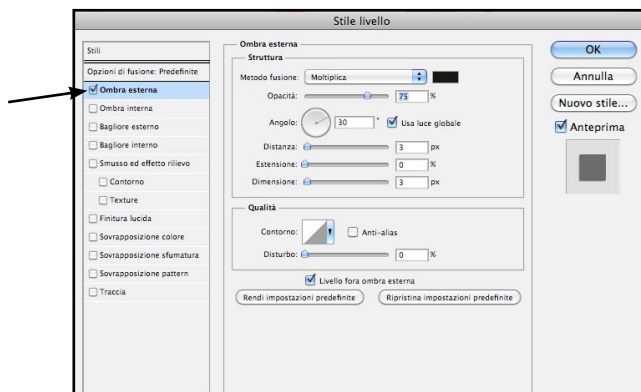 Stile livello
Stili
Opzioni di fusione: Predefinite
Ombra esterna
Ombra interna
Bagliore esterno
Bagliore interno
Smusso ed effetto rilievo
Contorno
Texture
Finitura lucida
Sovrapposizione colore
Sovrapposizione sfumatura
Sovrapposizione pattern
Traccia
Ombra esterna
Struttura
Metodo fusione: Moltiplica
Opacità: 75 %
Angolo: 30 ° Usa luce globale
Distanza: 3 px
Estensione: 0 %
Dimensione: 3 px
Qualità
Contorno: Anti-alias
Disturbo: 0 %
Livello fora ombra esterna
Rendi impostazioni predefinite Ripristina impostazioni predefinite
OK
Annulla
Nuovo stile...
Anteprima